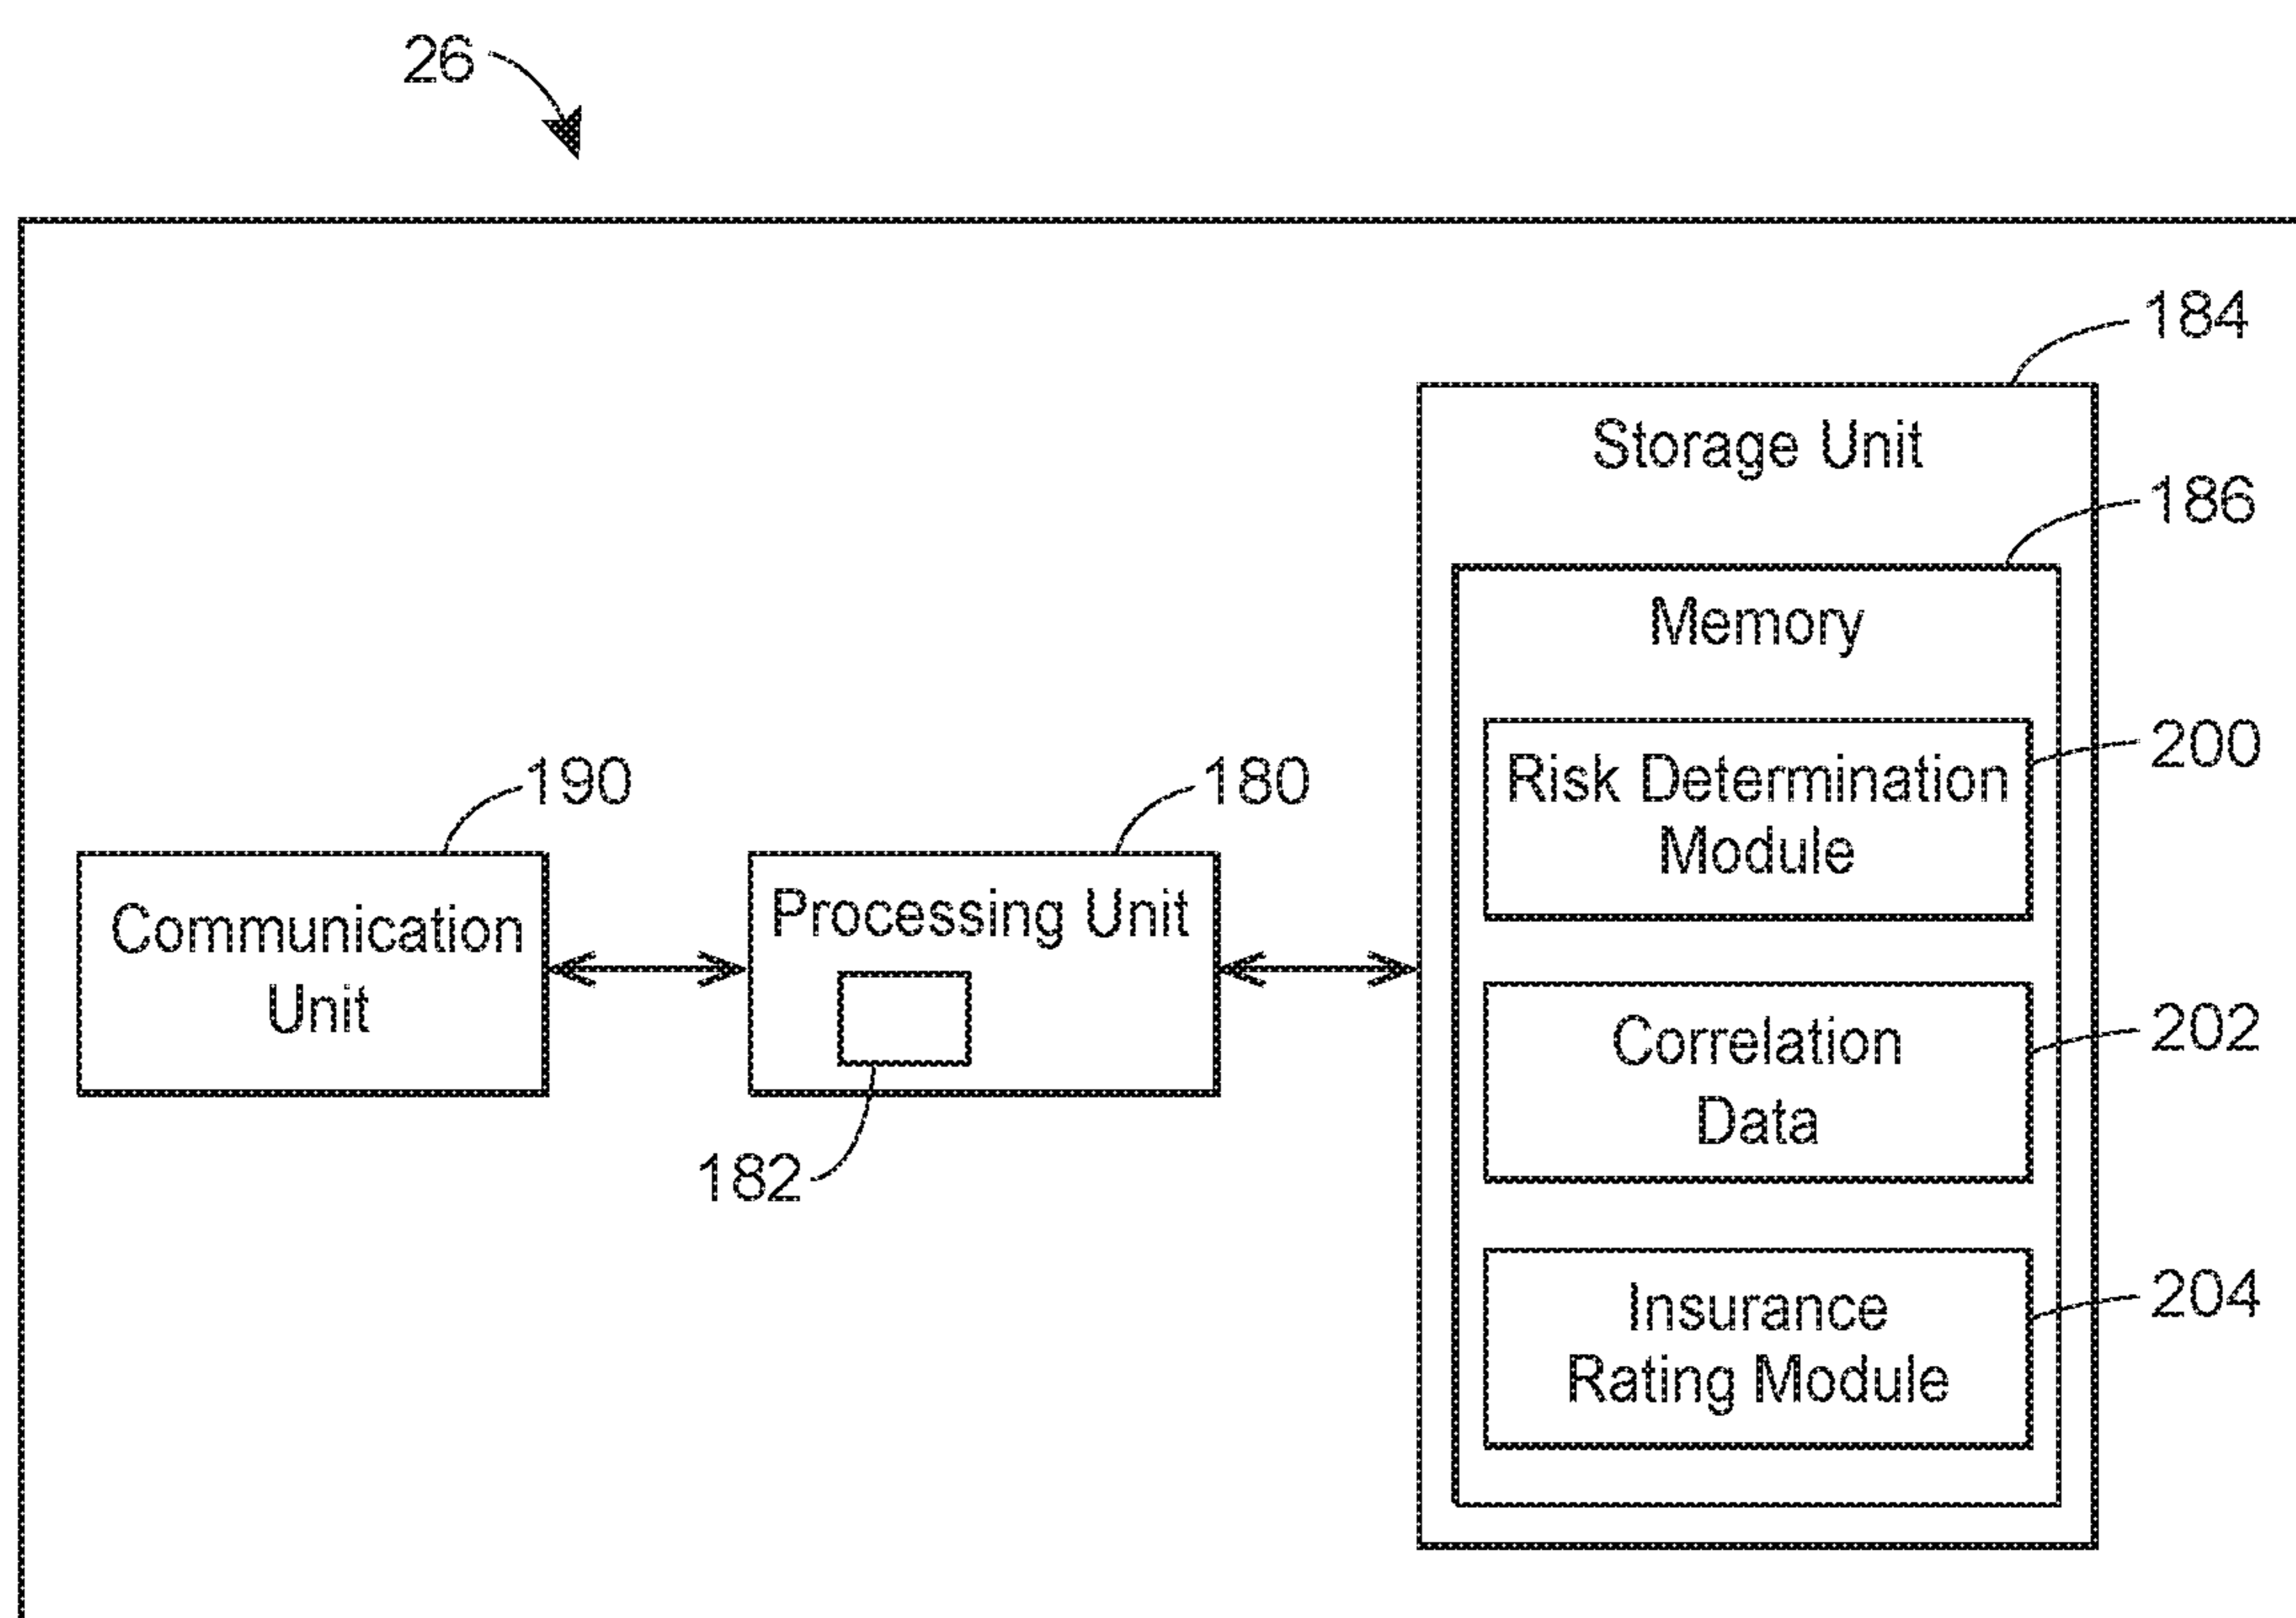 26
184
Storage Unit
186
Memory
200
Risk Determination
Module
190
180
Communication
Unit
Processing Unit
182
Correlation
Data
202
Insurance
Rating Module
204